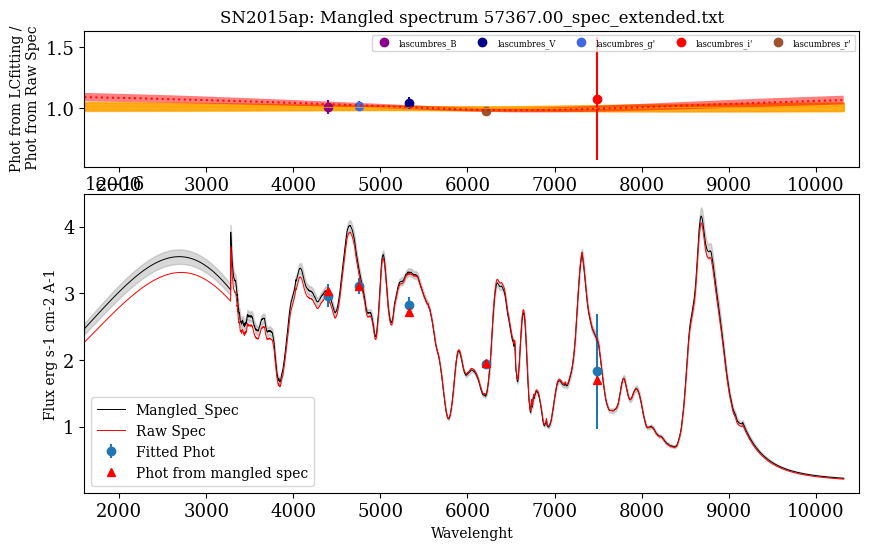 SN2015ap: Mangled spectrum 57367.00_spec_extended.txt
Phot from LCfitting /
Phot from Raw Spec
1.5
1.0
lascumbres_B
lascumbres_V
lascumbres_g'
lascumbres_i'
lascumbres_r'
2000 3000 4000 5000 6000 7000 8000 9000 10000
1e−16
Flux erg s-1 cm-2 A-1
4
3
2
1
Mangled_Spec
Raw Spec
Fitted Phot
Phot from mangled spec
2000 3000 4000 5000 6000 7000 8000 9000 10000
Wavelenght